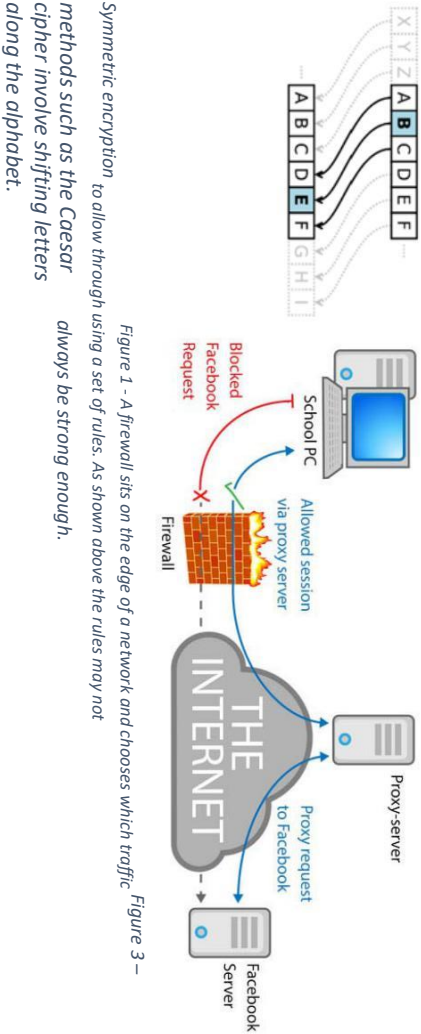 X Y Z A B C D E F ...
.... A B C D E F G H I
School PC
Blocked
Facebook
Request
Allowed session
via proxy server
Firewall
Proxy-server
THE
INTERNET
Proxy request
to Facebook
Facebook
Server
Figure 1 - A firewall sits on the edge of a network and chooses which traffic
to allow through using a set of rules. As shown above the rules may not
always be strong enough.
Figure 3 –
Symmetric encryption
methods such as the Caesar
cipher involve shifting letters
along the alphabet.